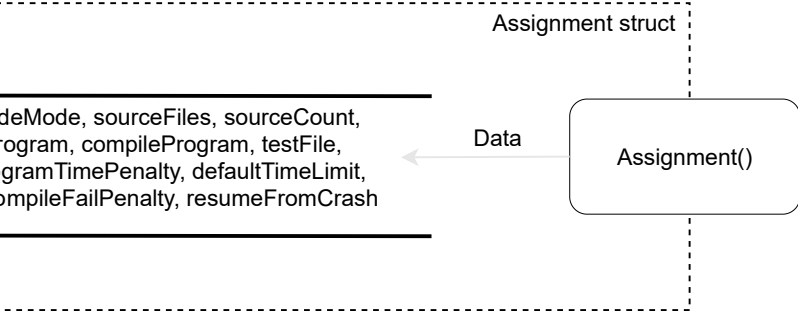 Assignment struct
deMode, sourceFiles, sourceCount,
rogram, compileProgram, testFile,
gramTimePenalty, defaultTimeLimit,
ompileFailPenalty, resumeFromCrash
Data
Assignment()